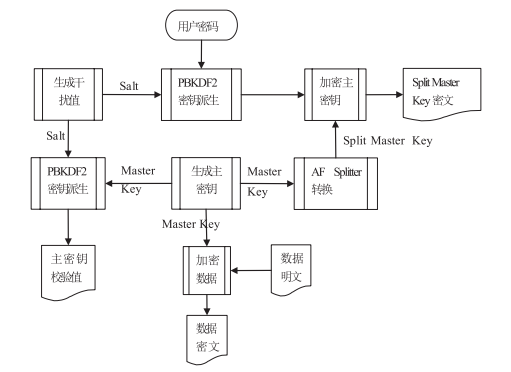 用户密码
生成干
扰值
Salt
PBKDF2
密钥派生
加密主
密钥
Split Master
Key 密文
Salt
Split Master Key
PBKDF2
密钥派生
Master
Key
生成主
密钥
Master
Key
AF Splitter
转换
Master Key
主密钥
校验值
加密
数据
数据
明文
数据
密文